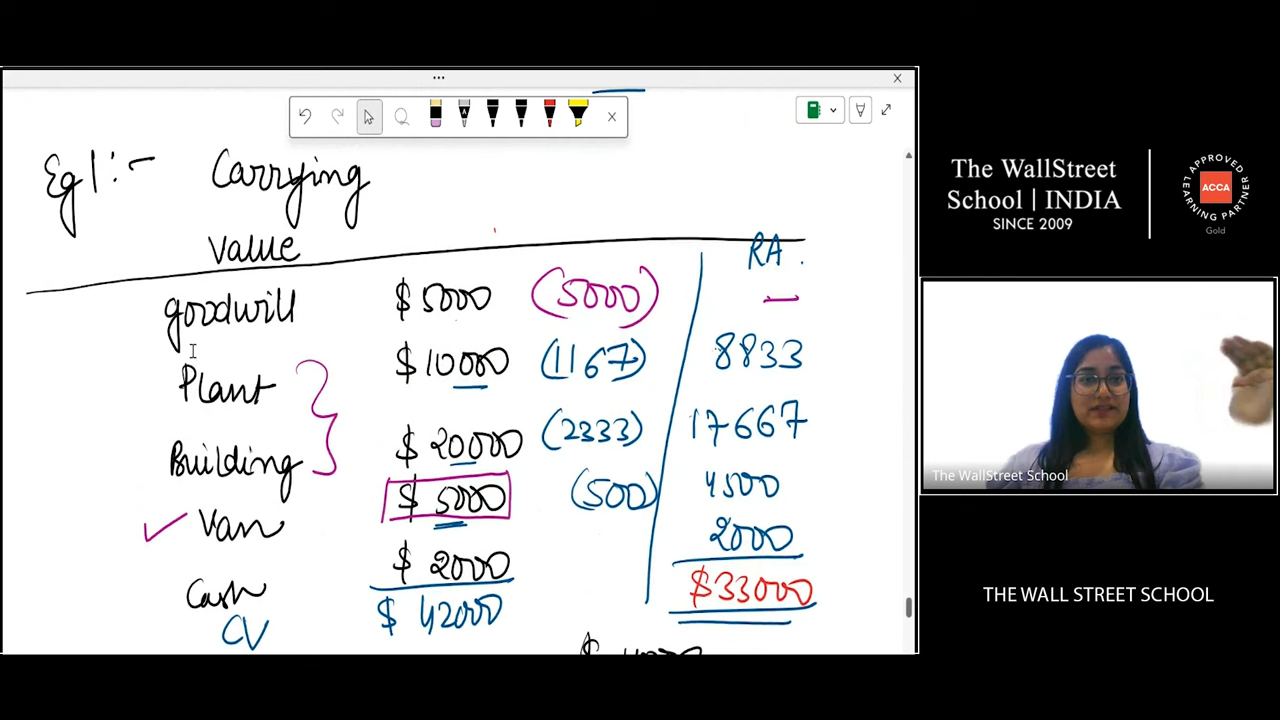 Eg1:- Carrying
Value
RA.
goodwill $5000 (5000) —
Plant $10000 (1167) 8833
Building $20000 (2333) 17667
Van $5000 (500) 4500
Cash $2000 2000
CV $42000 $33000
The WallStreet
School | INDIA
SINCE 2009
APPROVED
LEARNING PARTNER
ACCA
Gold
The WallStreet School
THE WALL STREET SCHOOL